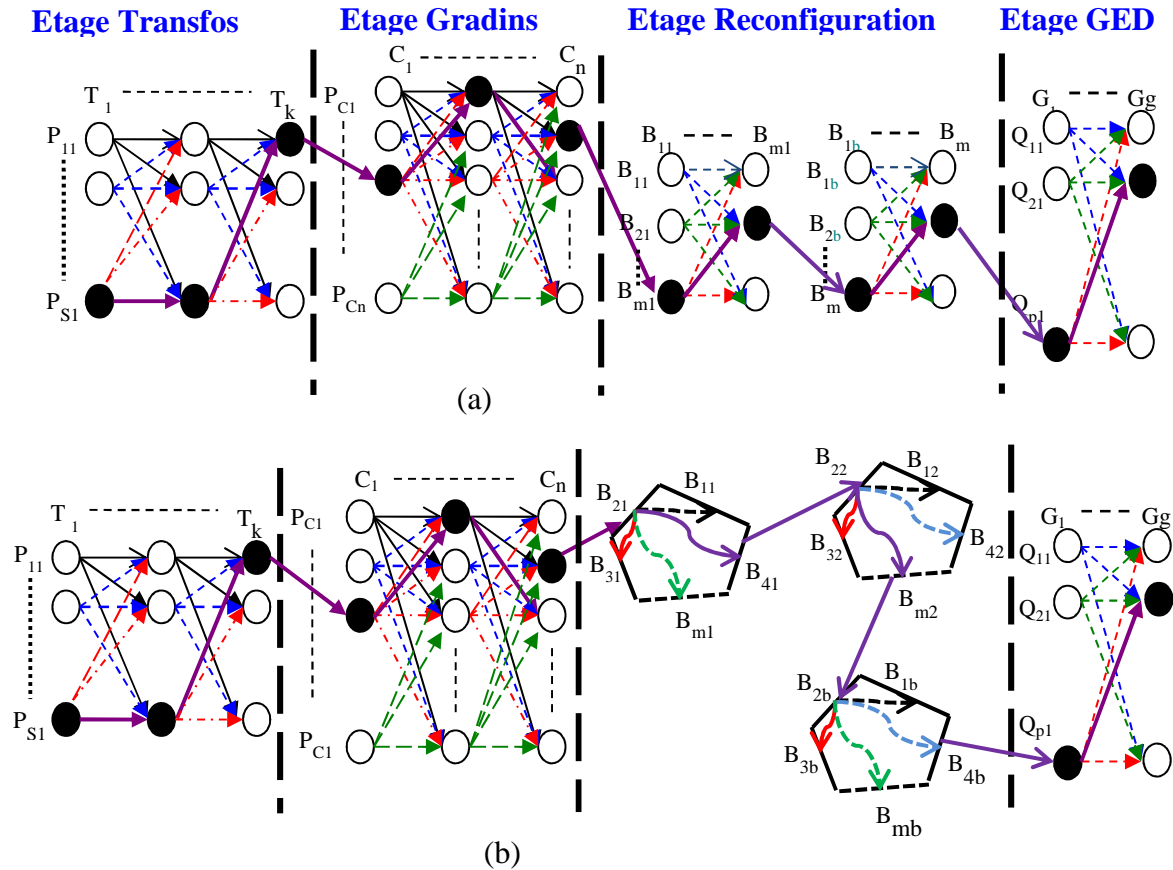 Etage Transfos
Etage Gradins
Etage Reconfiguration
Etage GED
T 1
T k
P 11
P S1
C 1
C n
P C1
P Cn
B 11
B m1
B 11
B 21
B m1
B 1b
B m
B 1b
B 2b
B m
G 1
Gg
Q 11
Q 21
Q p1
(a)
T 1
T k
P 11
P S1
C 1
C n
P C1
P C1
B 21
B 11
B 31
B 41
B m1
B 22
B 12
B 32
B 42
B m2
B 2b
B 1b
B 3b
B 4b
B mb
G 1
Gg
Q 11
Q 21
Q p1
(b)